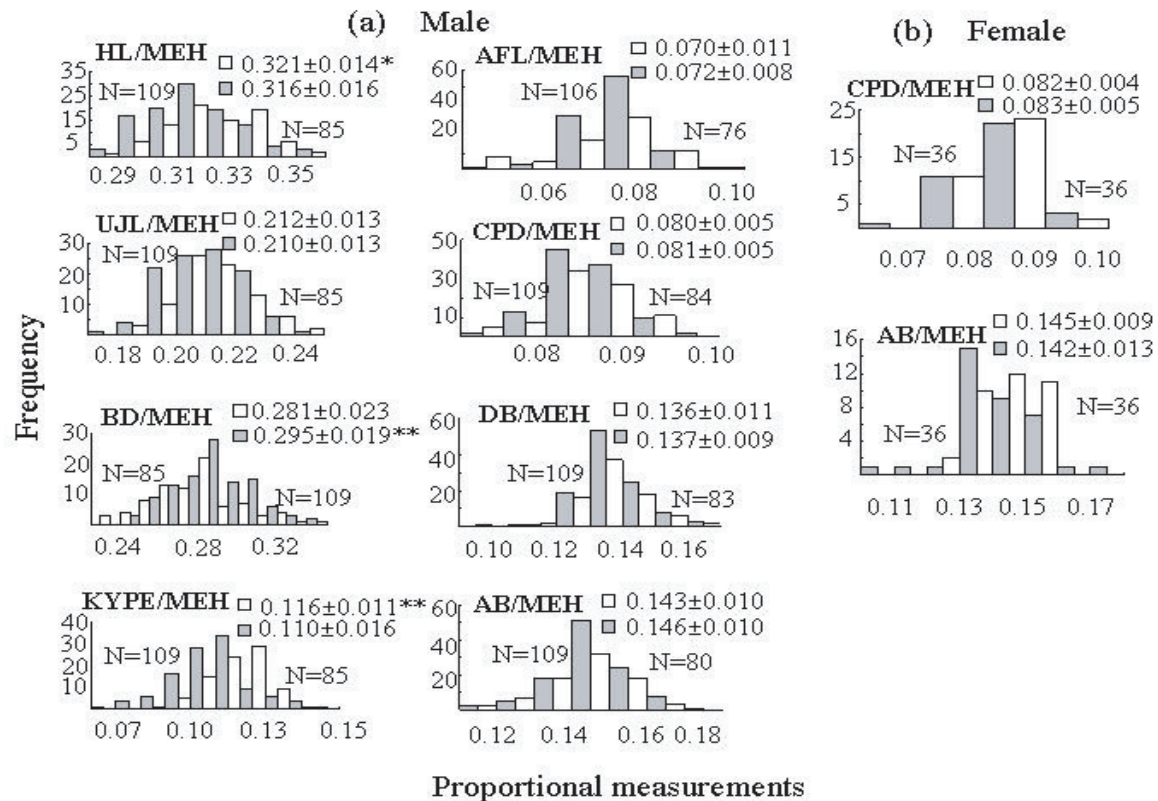 (a) Male
HL/MEH
0.321±0.014*
0.316±0.016
35
25
15
5
N=109
N=85
0.29 0.31 0.33 0.35
AFL/MEH
0.070±0.011
0.072±0.008
60
40
20
N=106
N=76
0.06 0.08 0.10
UJL/MEH
0.212±0.013
0.210±0.013
30
20
10
N=109
N=85
0.18 0.20 0.22 0.24
CPD/MEH
0.080±0.005
0.081±0.005
50
30
10
N=109
N=84
0.08 0.09 0.10
BD/MEH
0.281±0.023
0.295±0.019**
30
20
10
N=85
N=109
0.24 0.28 0.32
DB/MEH
0.136±0.011
0.137±0.009
60
40
20
N=109
N=83
0.10 0.12 0.14 0.16
KYPE/MEH
0.116±0.011**
0.110±0.016
40
30
20
10
N=109
N=85
0.07 0.10 0.13 0.15
AB/MEH
0.143±0.010
0.146±0.010
60
40
20
N=109
N=80
0.12 0.14 0.16 0.18
(b) Female
CPD/MEH
0.082±0.004
0.083±0.005
25
15
5
N=36
N=36
0.07 0.08 0.09 0.10
AB/MEH
0.145±0.009
0.142±0.013
16
12
8
4
N=36
N=36
0.11 0.13 0.15 0.17
Frequency
Proportional measurements